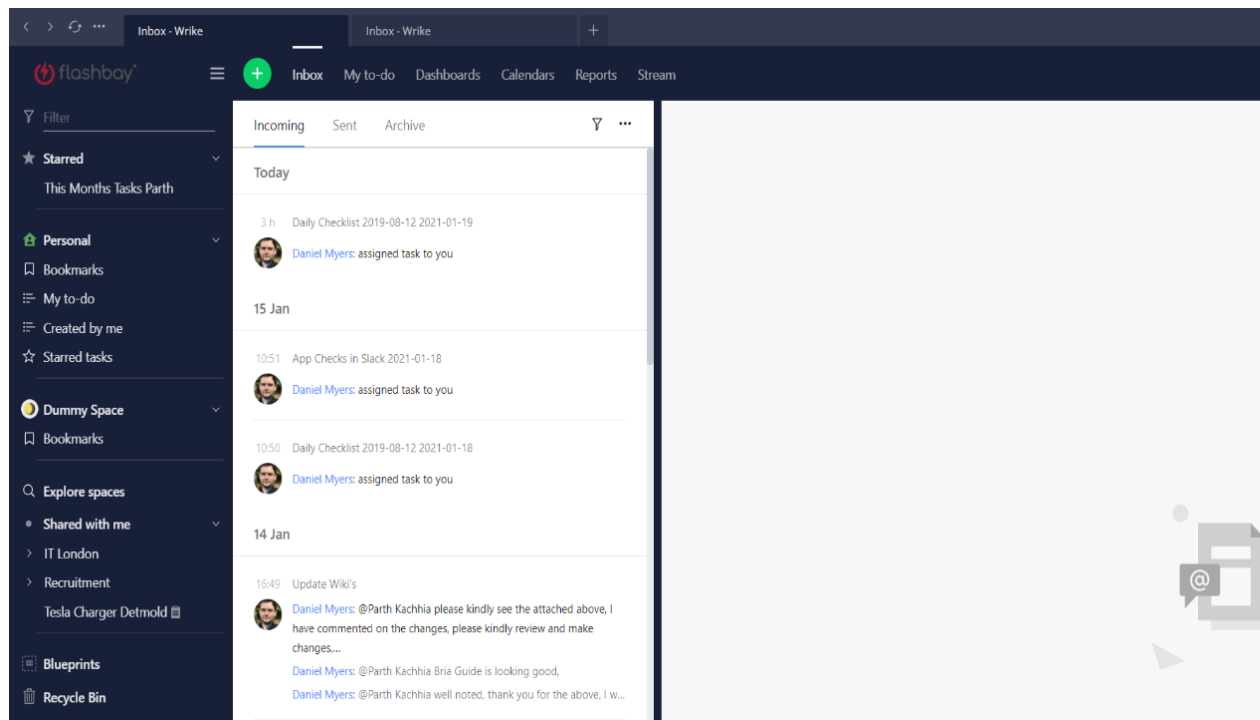 Inbox - Wrike
Inbox - Wrike
flashbay
Inbox
My to-do
Dashboards
Calendars
Reports
Stream
Filter
Starred
This Months Tasks Parth
Personal
Bookmarks
My to-do
Created by me
Starred tasks
Dummy Space
Bookmarks
Explore spaces
Shared with me
IT London
Recruitment
Tesla Charger Detmold
Blueprints
Recycle Bin
Incoming
Sent
Archive
Today
3 h Daily Checklist 2019-08-12 2021-01-19
Daniel Myers: assigned task to you
15 Jan
10:51 App Checks in Slack 2021-01-18
Daniel Myers: assigned task to you
10:50 Daily Checklist 2019-08-12 2021-01-18
Daniel Myers: assigned task to you
14 Jan
16:49 Update Wiki's
Daniel Myers: @Parth Kachhia please kindly see the attached above, I
have commented on the changes, please kindly review and make
changes,...
Daniel Myers: @Parth Kachhia Bria Guide is looking good,
Daniel Myers: @Parth Kachhia well noted, thank you for the above, I w...
@